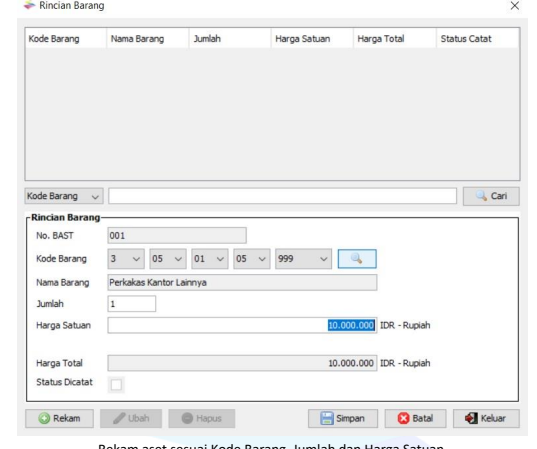 Rincian Barang
Kode Barang Nama Barang Jumlah Harga Satuan Harga Total Status Catat
Kode Barang Cari
Rincian Barang
No. BAST 001
Kode Barang 3 05 01 05 999
Nama Barang Perkakas Kantor Lainnya
Jumlah 1
Harga Satuan 10.000.000 IDR - Rupiah
Harga Total 10.000.000 IDR - Rupiah
Status Dicatat
Rekam Ubah Hapus Simpan Batal Keluar
Rekam aset sesuai Kode Barang, Jumlah dan Harga Satuan